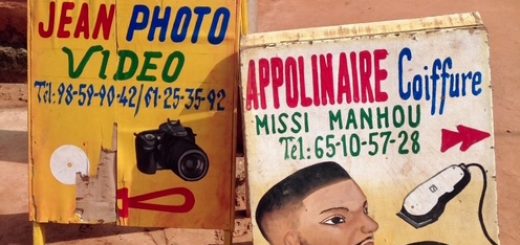 JEAN PHOTO
VIDEO
Tél: 98-59-90-42/61-25-35-92
APPOLINAIRE Coiffure
MISSI MANHOU
Tel: 65-10-57-28